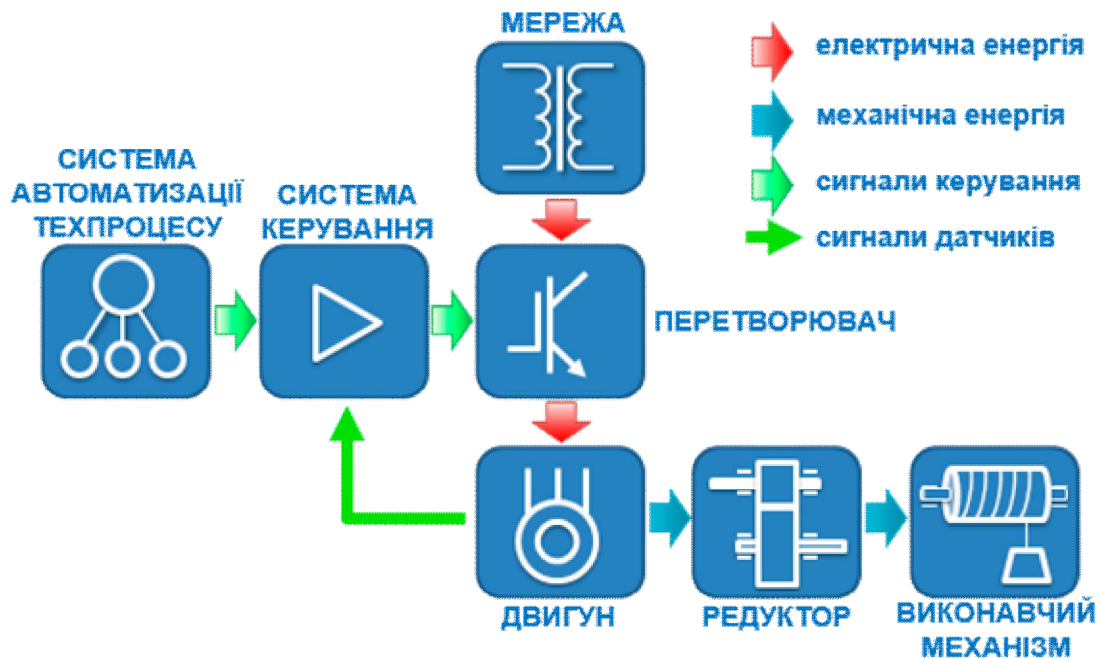 МЕРЕЖА
електрична енергія
механічна енергія
сигнали керування
сигнали датчиків
СИСТЕМА
АВТОМАТИЗАЦІЇ
ТЕХПРОЦЕСУ
СИСТЕМА
КЕРУВАННЯ
ПЕРЕТВОРЮВАЧ
ДВИГУН
РЕДУКТОР
ВИКОНАВЧИЙ
МЕХАНІЗМ